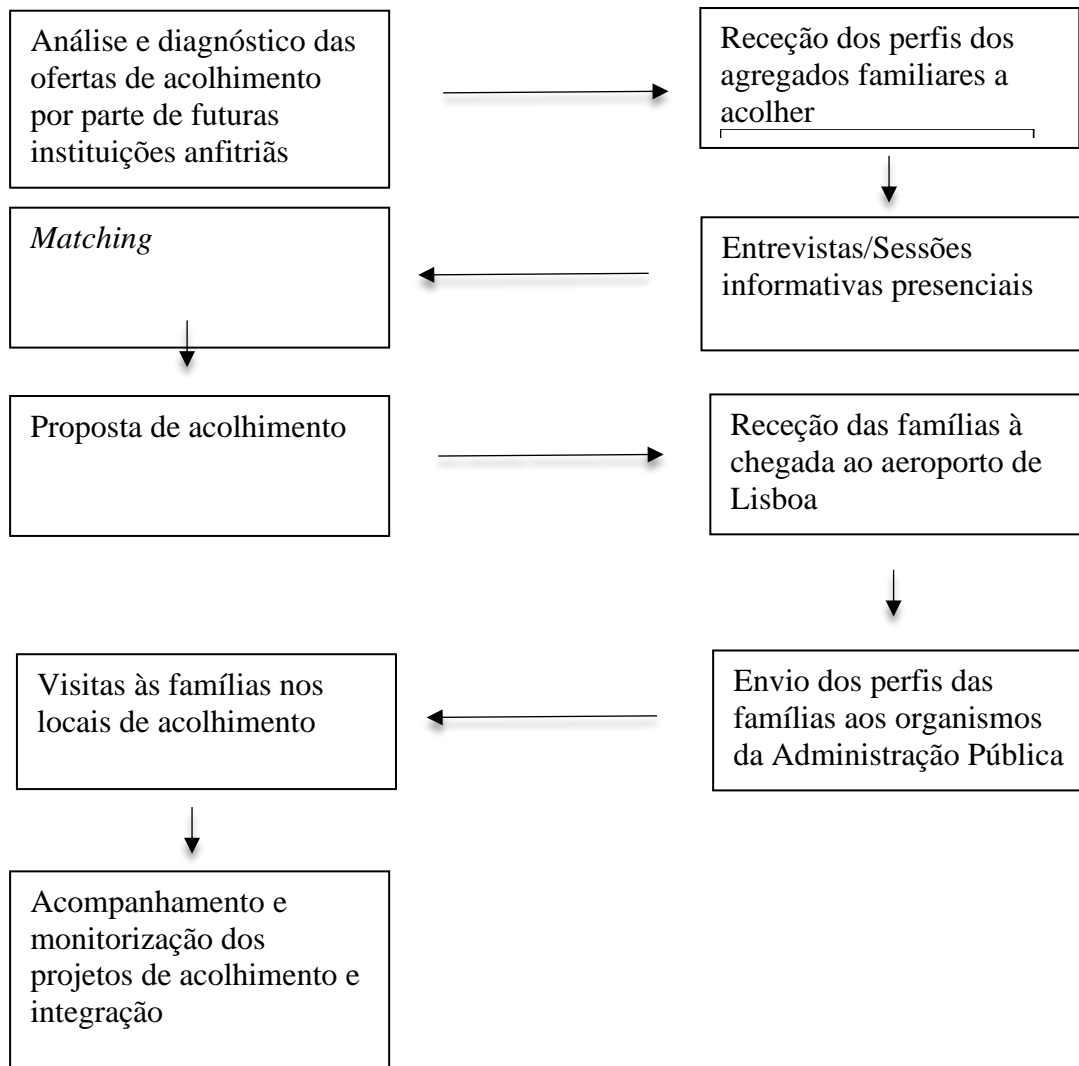 Análise e diagnóstico das
ofertas de acolhimento
por parte de futuras
instituições anfitriãs
Receção dos perfis dos
agregados familiares a
acolher
Matching
Entrevistas/Sessões
informativas presenciais
Proposta de acolhimento
Receção das famílias à
chegada ao aeroporto de
Lisboa
Visitas às famílias nos
locais de acolhimento
Envio dos perfis das
famílias aos organismos
da Administração Pública
Acompanhamento e
monitorização dos
projetos de acolhimento e
integração